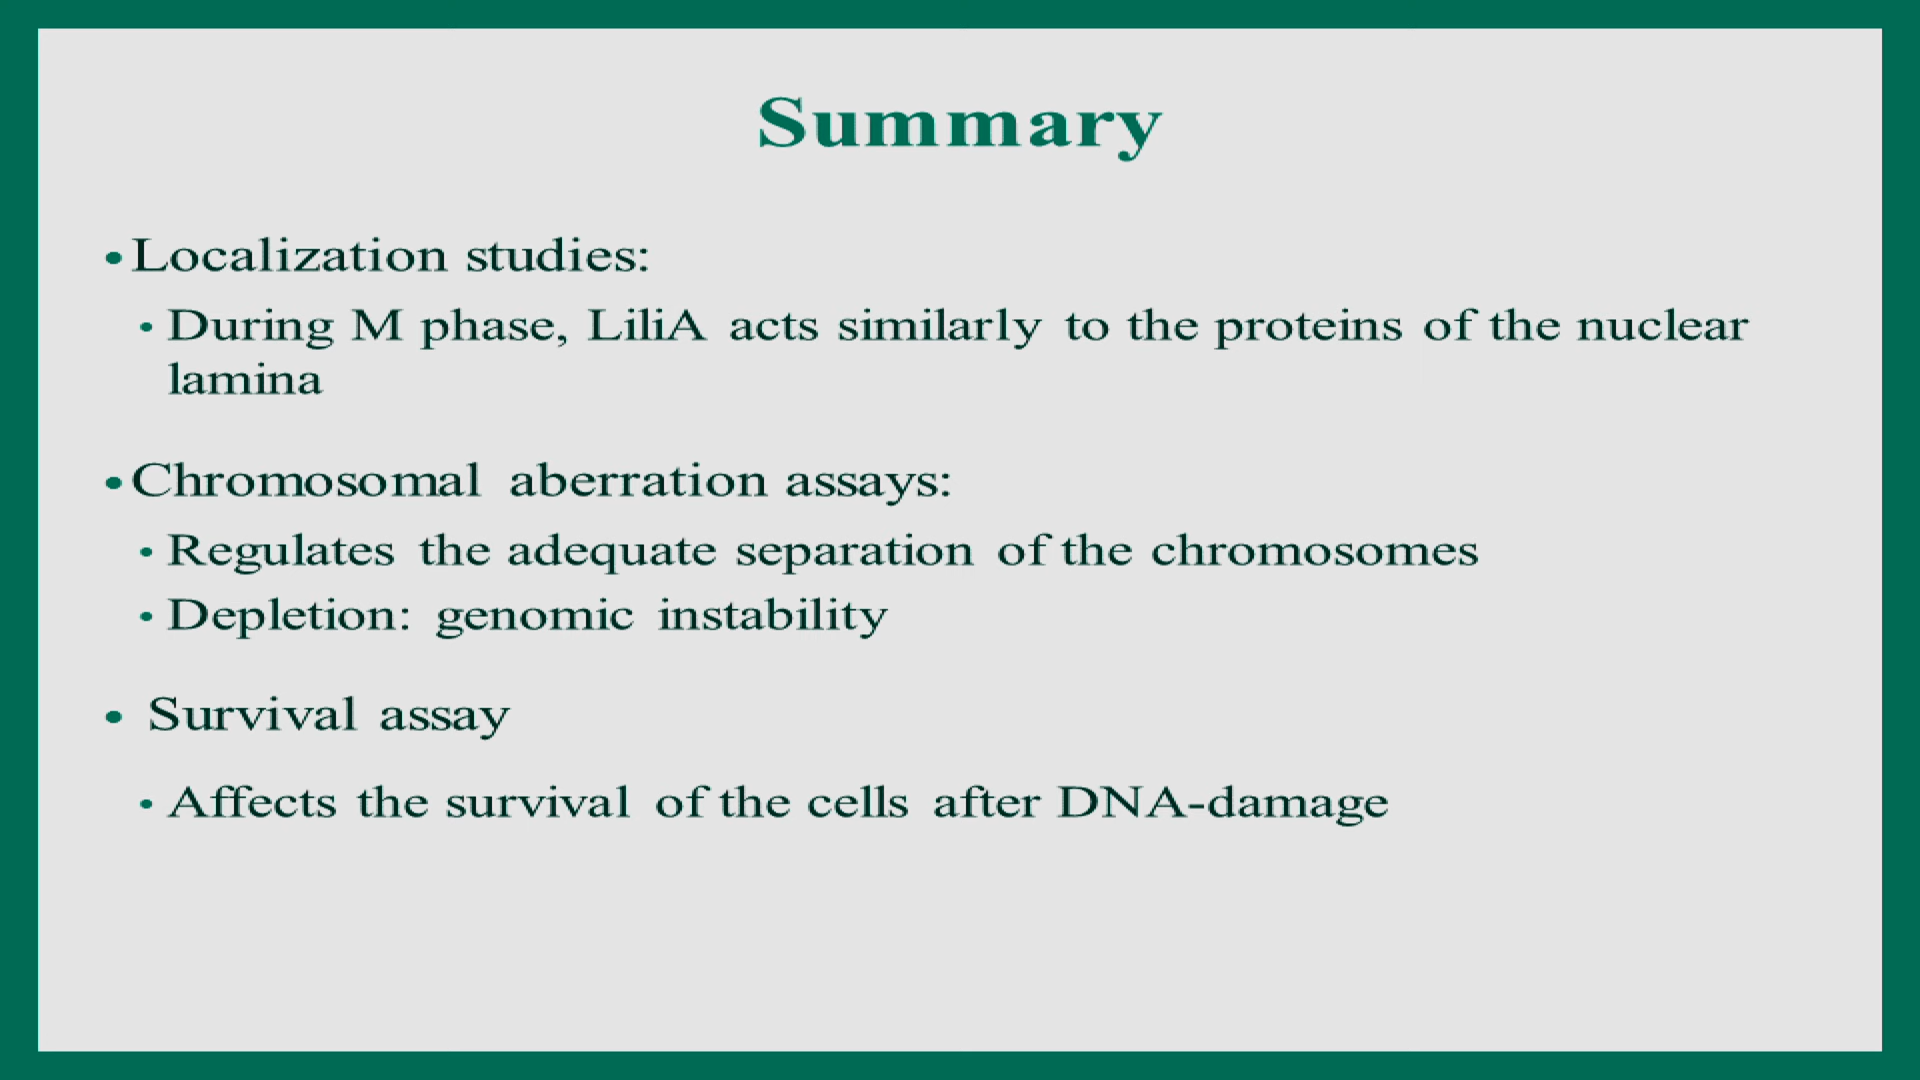 Summary
• Localization studies:
• During M phase, LiliA acts similarly to the proteins of the nuclear
lamina
• Chromosomal aberration assays:
• Regulates the adequate separation of the chromosomes
• Depletion: genomic instability
• Survival assay
• Affects the survival of the cells after DNA-damage